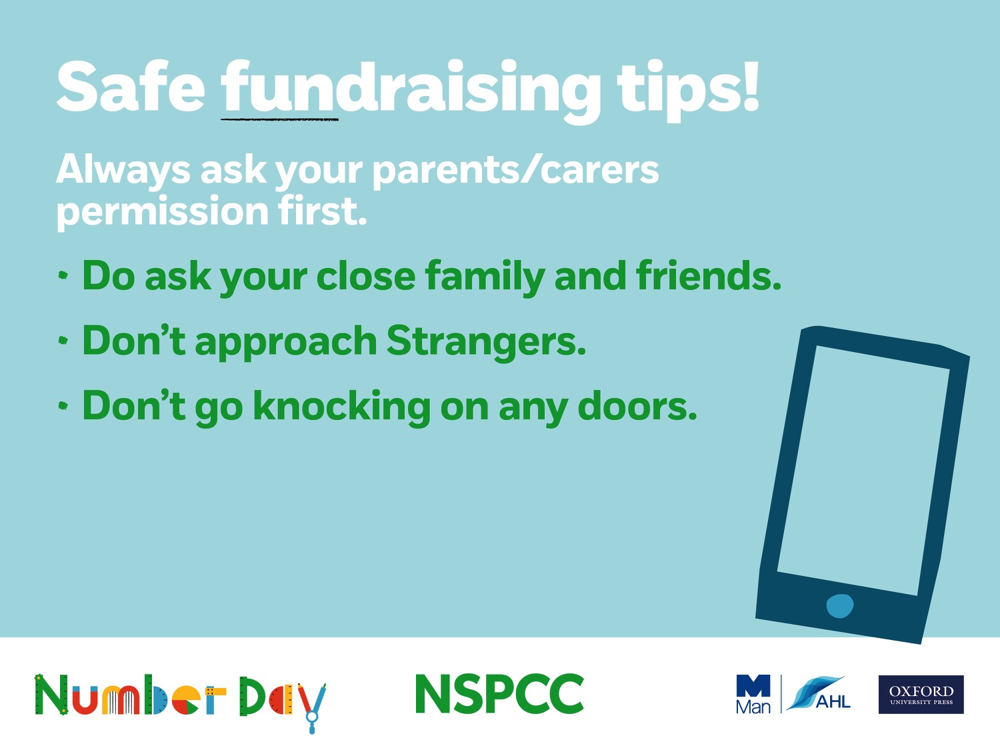 Safe fundraising tips!
Always ask your parents/carers
permission first.
• Do ask your close family and friends.
• Don’t approach Strangers.
• Don’t go knocking on any doors.
Number Day
NSPCC
Man
AHL
OXFORD
UNIVERSITY PRESS